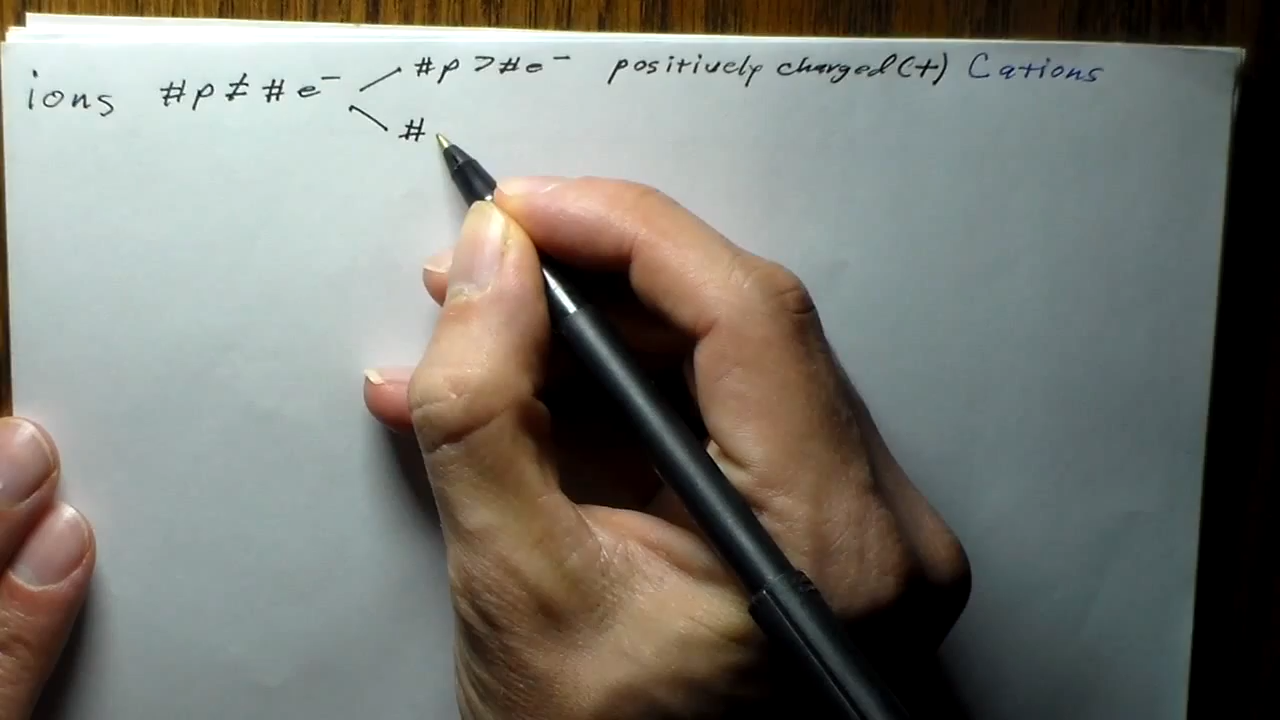 ions #p ≠ #e⁻ #p > #e⁻ positively charged (+) Cations
#